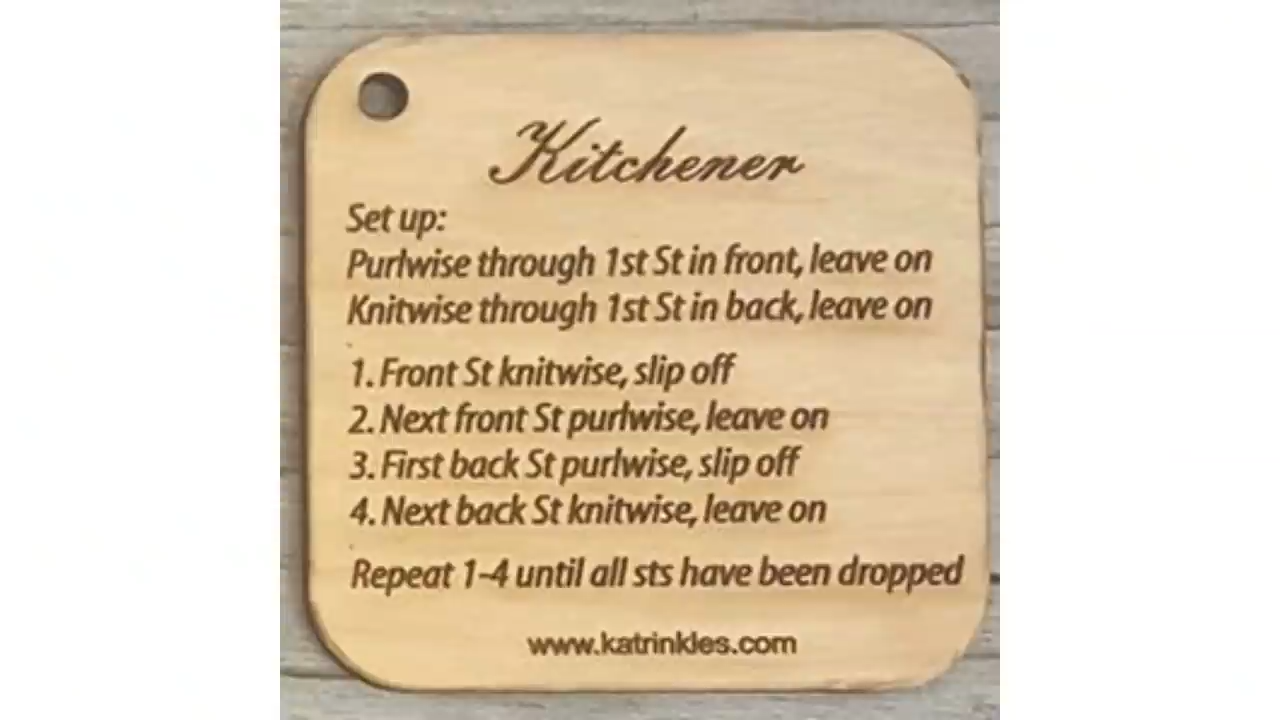 Kitchener
Set up:
Purlwise through 1st St in front, leave on
Knitwise through 1st St in back, leave on
1. Front St knitwise, slip off
2. Next front St purlwise, leave on
3. First back St purlwise, slip off
4. Next back St knitwise, leave on
Repeat 1-4 until all sts have been dropped
www.katrinkles.com